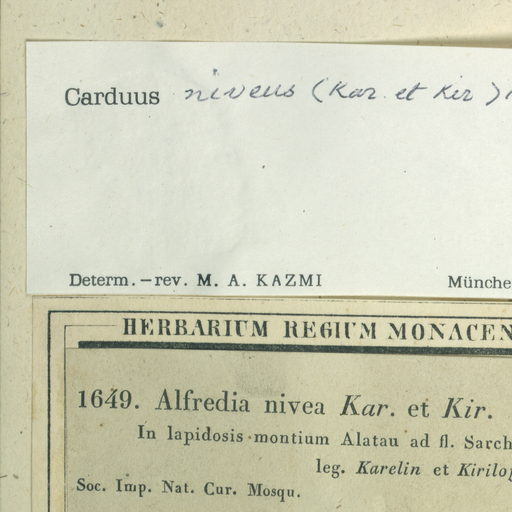 Carduus niveus (Kar. et Kir)
Determ. – rev. M. A. KAZMI Münche
HERBARIUM REGIUM MONACEN
1649. Alfredia nivea Kar. et Kir.
In lapidosis montium Alatau ad fl. Sarch
leg. Karelin et Kirilof
Soc. Imp. Nat. Cur. Mosqu.